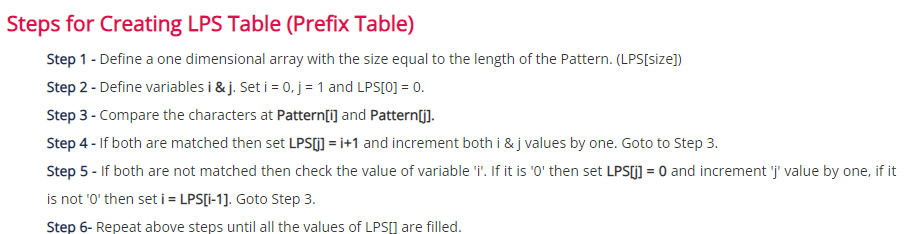 Steps for Creating LPS Table (Prefix Table)
Step 1 - Define a one dimensional array with the size equal to the length of the Pattern. (LPS[size])
Step 2 - Define variables i & j. Set i = 0, j = 1 and LPS[0] = 0.
Step 3 - Compare the characters at Pattern[i] and Pattern[j].
Step 4 - If both are matched then set LPS[j] = i+1 and increment both i & j values by one. Goto to Step 3.
Step 5 - If both are not matched then check the value of variable 'i'. If it is '0' then set LPS[j] = 0 and increment 'j' value by one, if it
is not '0' then set i = LPS[i-1]. Goto Step 3.
Step 6- Repeat above steps until all the values of LPS[] are filled.